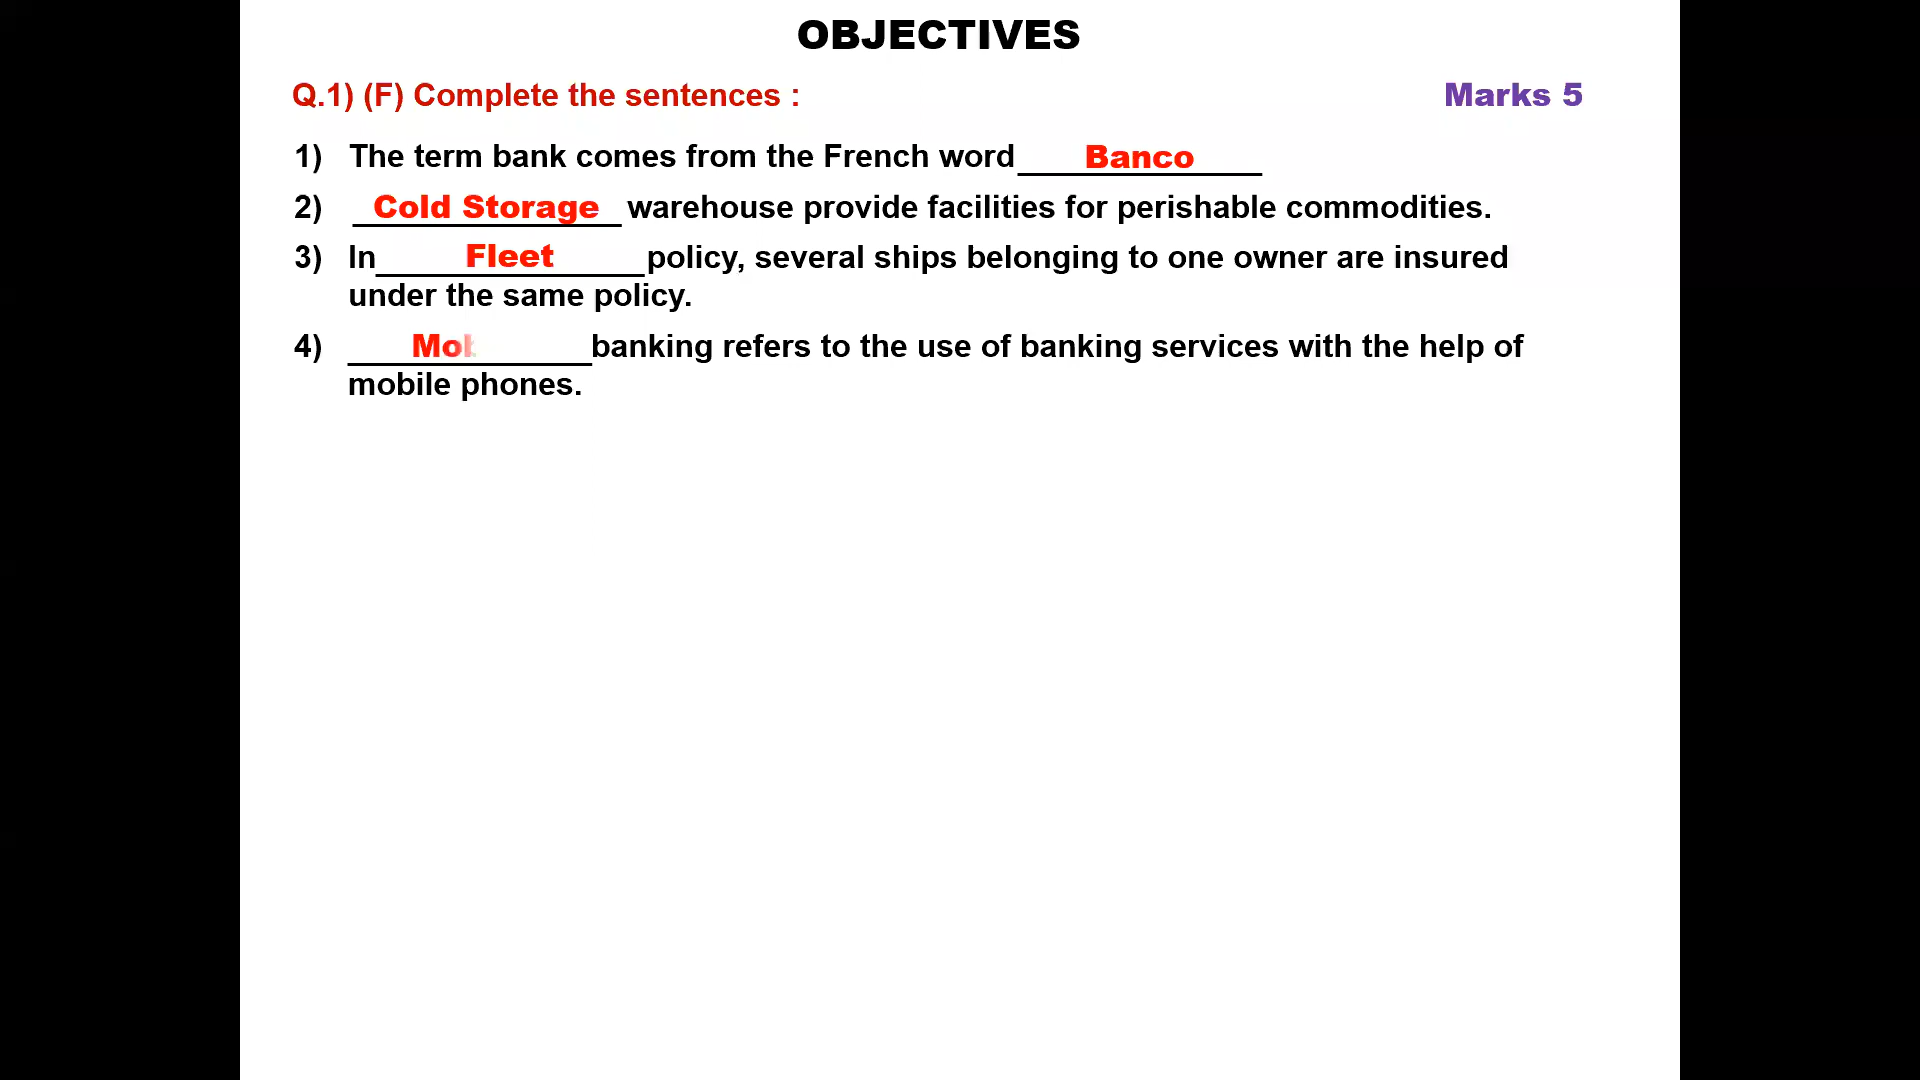 OBJECTIVES
Q.1) (F) Complete the sentences : Marks 5
1) The term bank comes from the French word Banco
2) Cold Storage warehouse provide facilities for perishable commodities.
3) In Fleet policy, several ships belonging to one owner are insured
under the same policy.
4) Mob banking refers to the use of banking services with the help of
mobile phones.